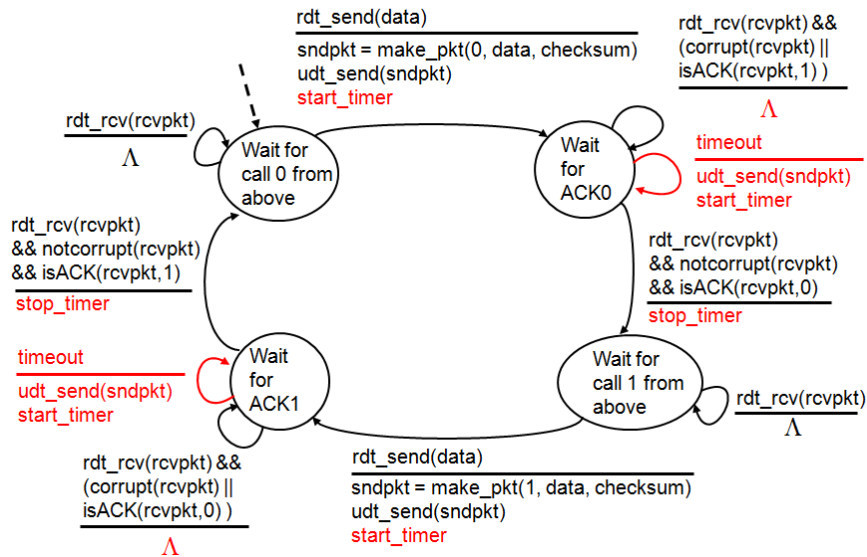 rdt_send(data)
sndpkt = make_pkt(0, data, checksum)
udt_send(sndpkt)
start_timer
rdt_rcv(rcvpkt) &&
(corrupt(rcvpkt) ||
isACK(rcvpkt,1) )
Λ
rdt_rcv(rcvpkt)
Λ
Wait for
call 0 from
above
Wait
for
ACK0
timeout
udt_send(sndpkt)
start_timer
rdt_rcv(rcvpkt)
&& notcorrupt(rcvpkt)
&& isACK(rcvpkt,1)
stop_timer
rdt_rcv(rcvpkt)
&& notcorrupt(rcvpkt)
&& isACK(rcvpkt,0)
stop_timer
timeout
udt_send(sndpkt)
start_timer
Wait
for
ACK1
Wait for
call 1 from
above
rdt_rcv(rcvpkt)
Λ
rdt_rcv(rcvpkt) &&
(corrupt(rcvpkt) ||
isACK(rcvpkt,0) )
Λ
rdt_send(data)
sndpkt = make_pkt(1, data, checksum)
udt_send(sndpkt)
start_timer